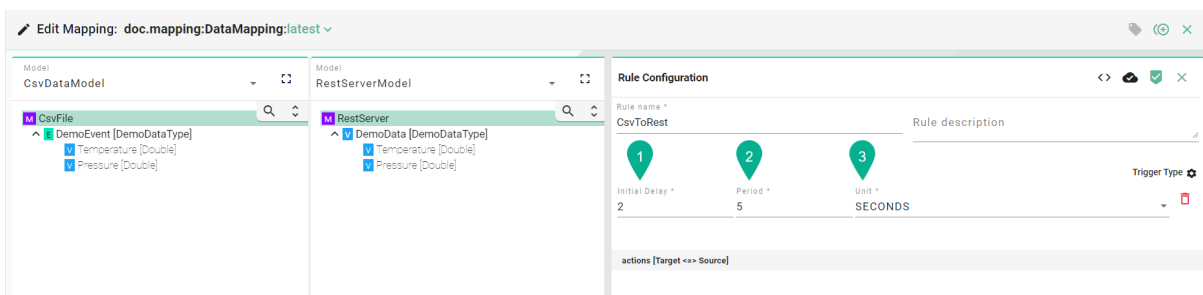 Edit Mapping: doc.mapping:DataMapping:latest
Model
CsvDataModel
M CsvFile
E DemoEvent [DemoDataType]
V Temperature [Double]
V Pressure [Double]
Model
RestServerModel
M RestServer
V DemoData [DemoDataType]
V Temperature [Double]
V Pressure [Double]
Rule Configuration
Rule name *
CsvToRest
Rule description
1 2 3
Trigger Type
Initial Delay * Period * Unit *
2 5 SECONDS
actions [Target <=> Source]